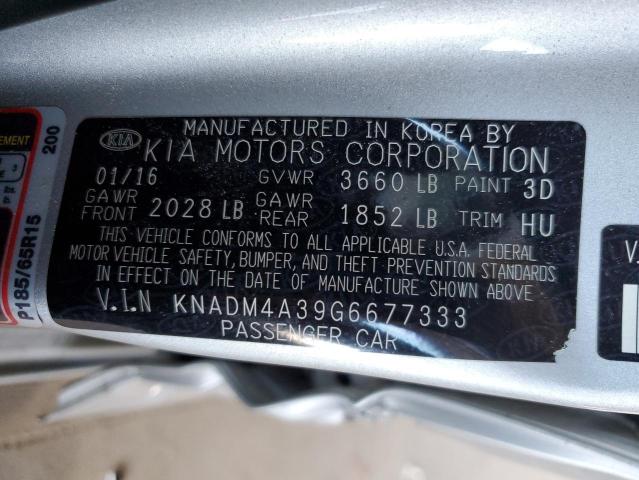 MANUFACTURED IN KOREA BY
KIA KIA MOTORS CORPORATION
01/16 GVWR 3660 LB PAINT 3D
GAWR FRONT 2028 LB GAWR REAR 1852 LB TRIM HU
THIS VEHICLE CONFORMS TO ALL APPLICABLE U.S.A. FEDERAL
MOTOR VEHICLE SAFETY, BUMPER, AND THEFT PREVENTION STANDARDS
IN EFFECT ON THE DATE OF MANUFACTURE SHOWN ABOVE.
V.I.N KNADM4A39G6677333
PASSENGER CAR
P185/65R15
200